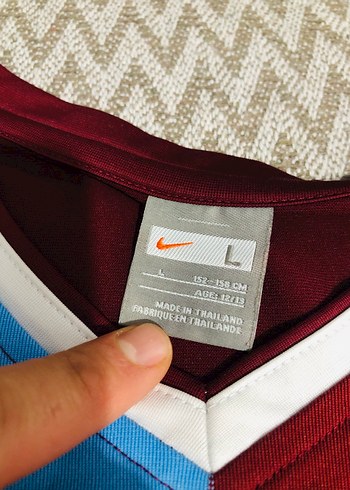 L
L
152-158 CM
AGE: 12/13
MADE IN THAILAND
FABRIQUE EN THAILANDE